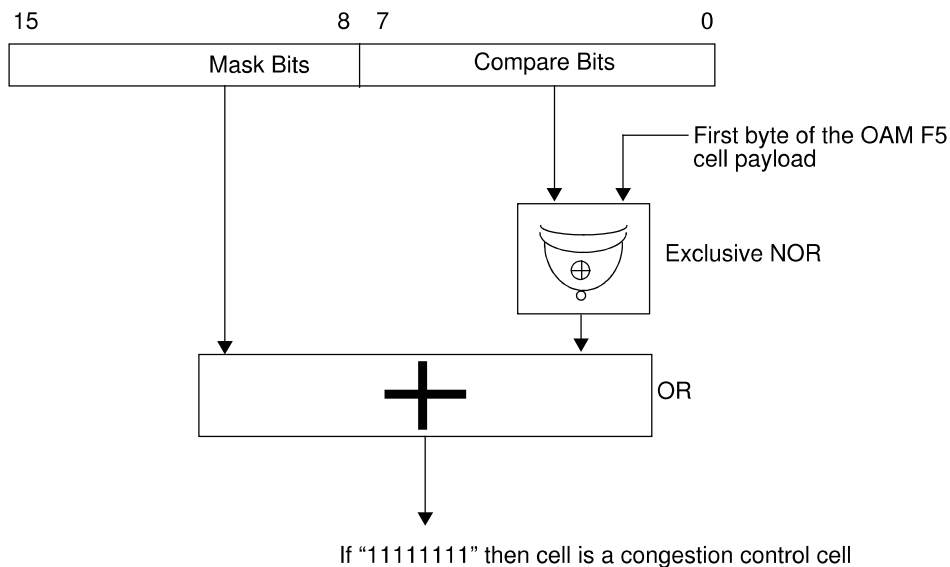 15 8 7 0
Mask Bits Compare Bits
First byte of the OAM F5
cell payload
Exclusive NOR
OR
If “11111111” then cell is a congestion control cell